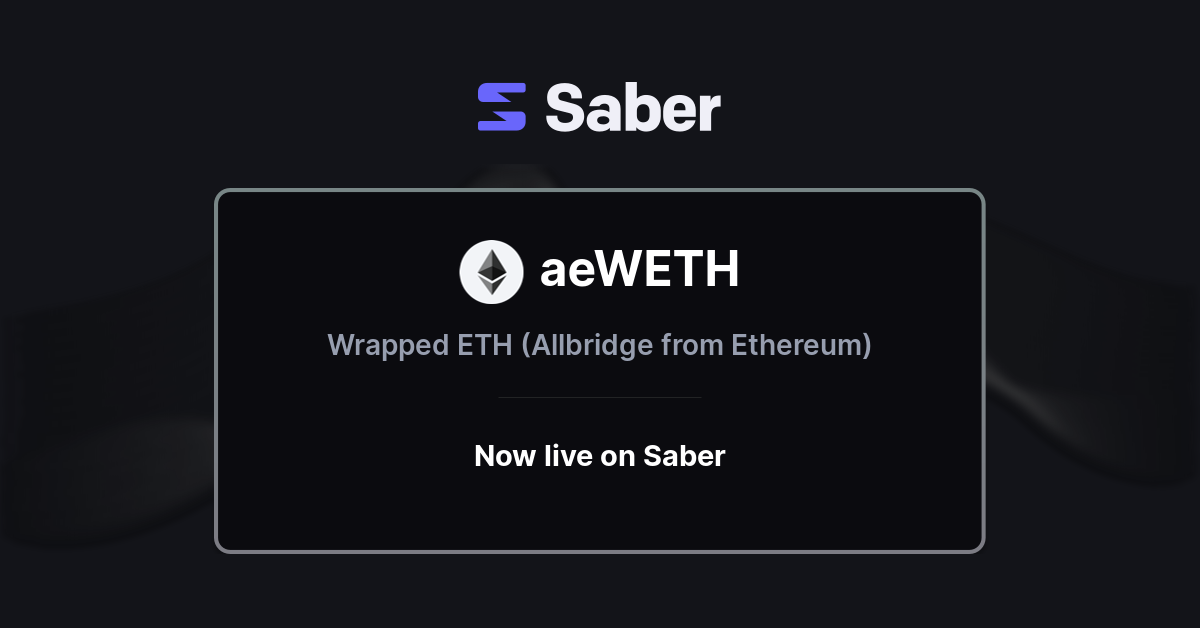 Saber
aeWETH
Wrapped ETH (Allbridge from Ethereum)
Now live on Saber